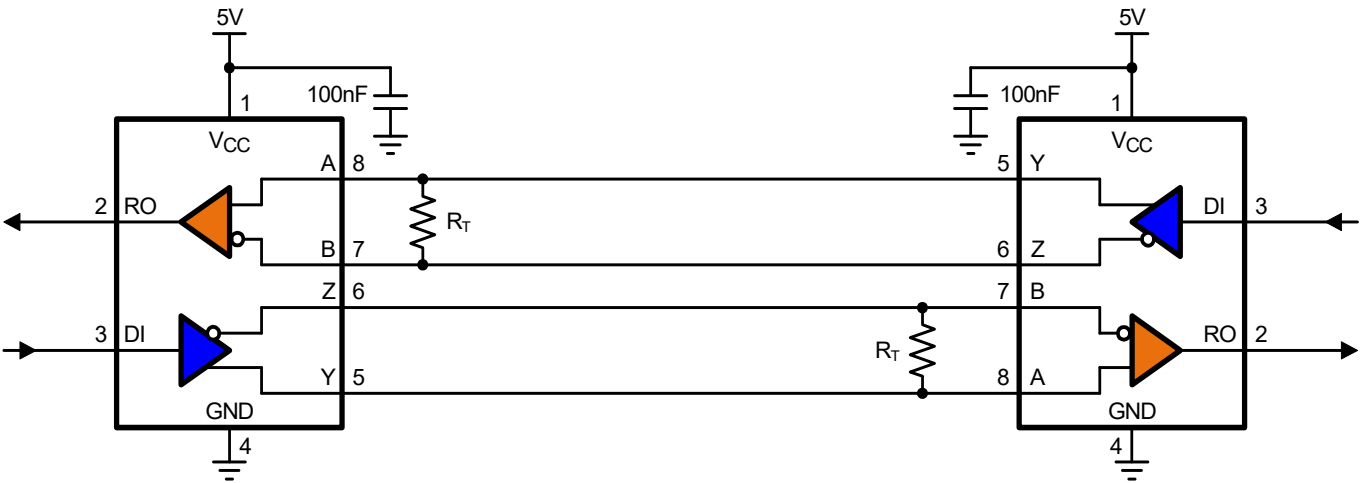 5V
5V
100nF
100nF
1
1
VCC
VCC
A 8
5 Y
2 RO
DI 3
RT
B 7
6 Z
Z 6
7 B
3 DI
RO 2
RT
Y 5
8 A
GND
GND
4
4